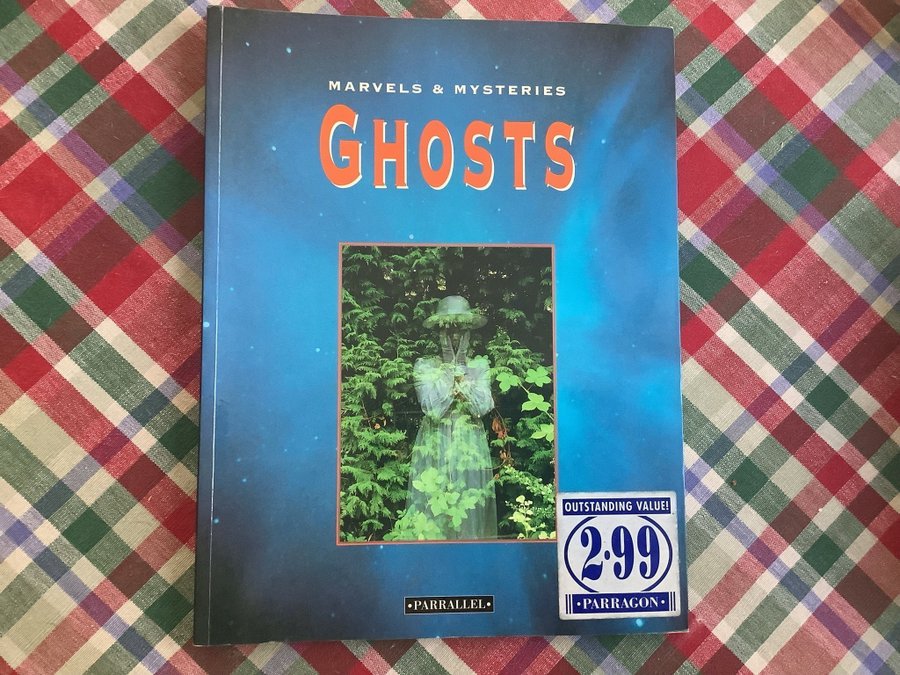 MARVELS & MYSTERIES
GHOSTS
OUTSTANDING VALUE!
2·99
·PARRAGON·
·PARRALLEL·